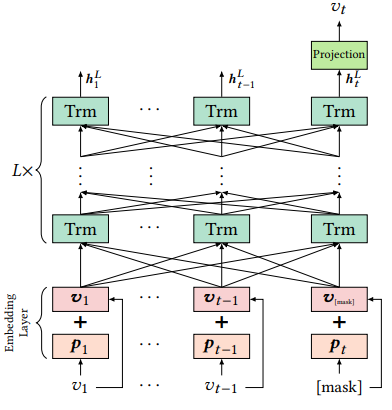 v_t
Projection
h_1^L h_{t-1}^L h_t^L
Trm . . . Trm Trm
L×
Trm . . . Trm Trm
Embedding
Layer
v_1 . . . v_{t-1} v_{[mask]}
+ + +
p_1 . . . p_{t-1} p_t
v_1 . . . v_{t-1} [mask]